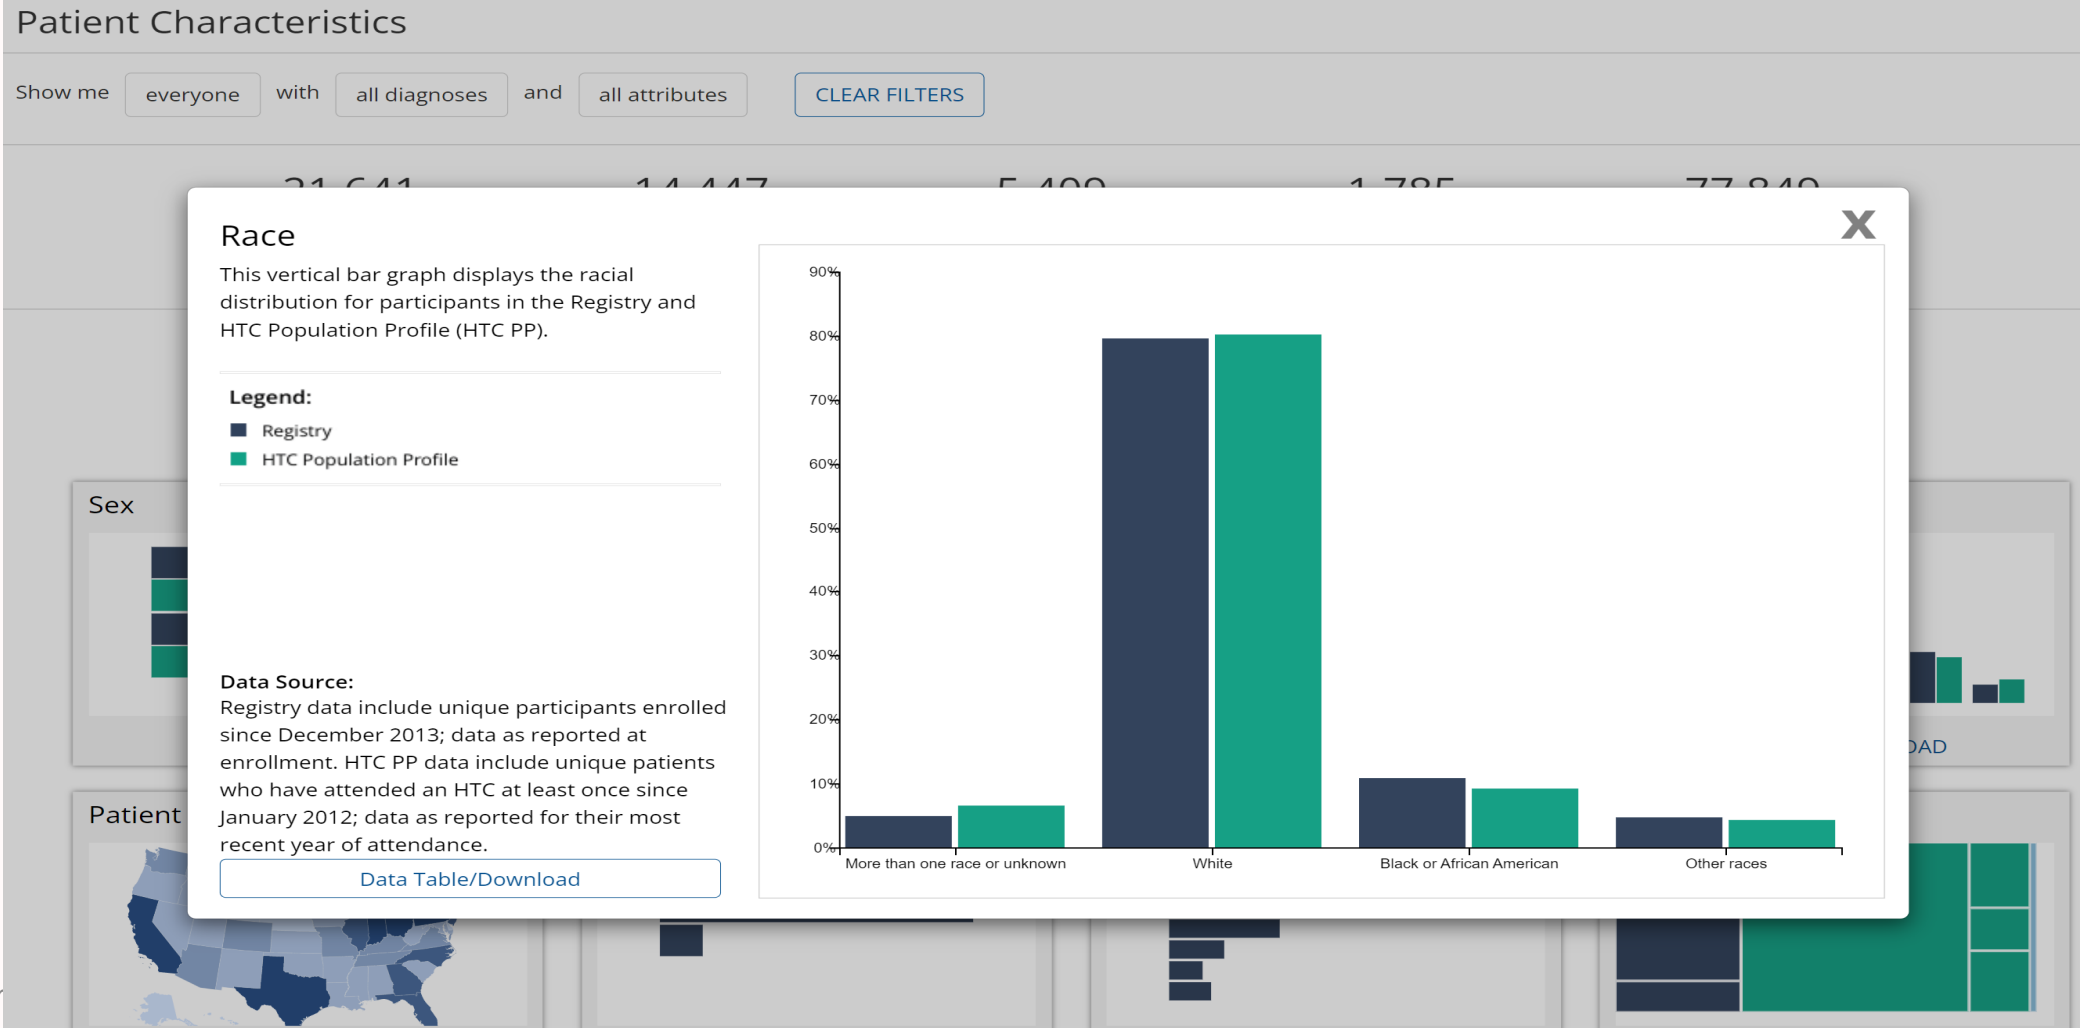 Patient Characteristics
Show me everyone with all diagnoses and all attributes CLEAR FILTERS
Race
This vertical bar graph displays the racial
distribution for participants in the Registry and
HTC Population Profile (HTC PP).
Legend:
Registry
HTC Population Profile
Data Source:
Registry data include unique participants enrolled
since December 2013; data as reported at
enrollment. HTC PP data include unique patients
who have attended an HTC at least once since
January 2012; data as reported for their most
recent year of attendance.
Data Table/Download
X
90%
80%
70%
60%
50%
40%
30%
20%
10%
0%
More than one race or unknown White Black or African American Other races
Sex
Patient
OAD